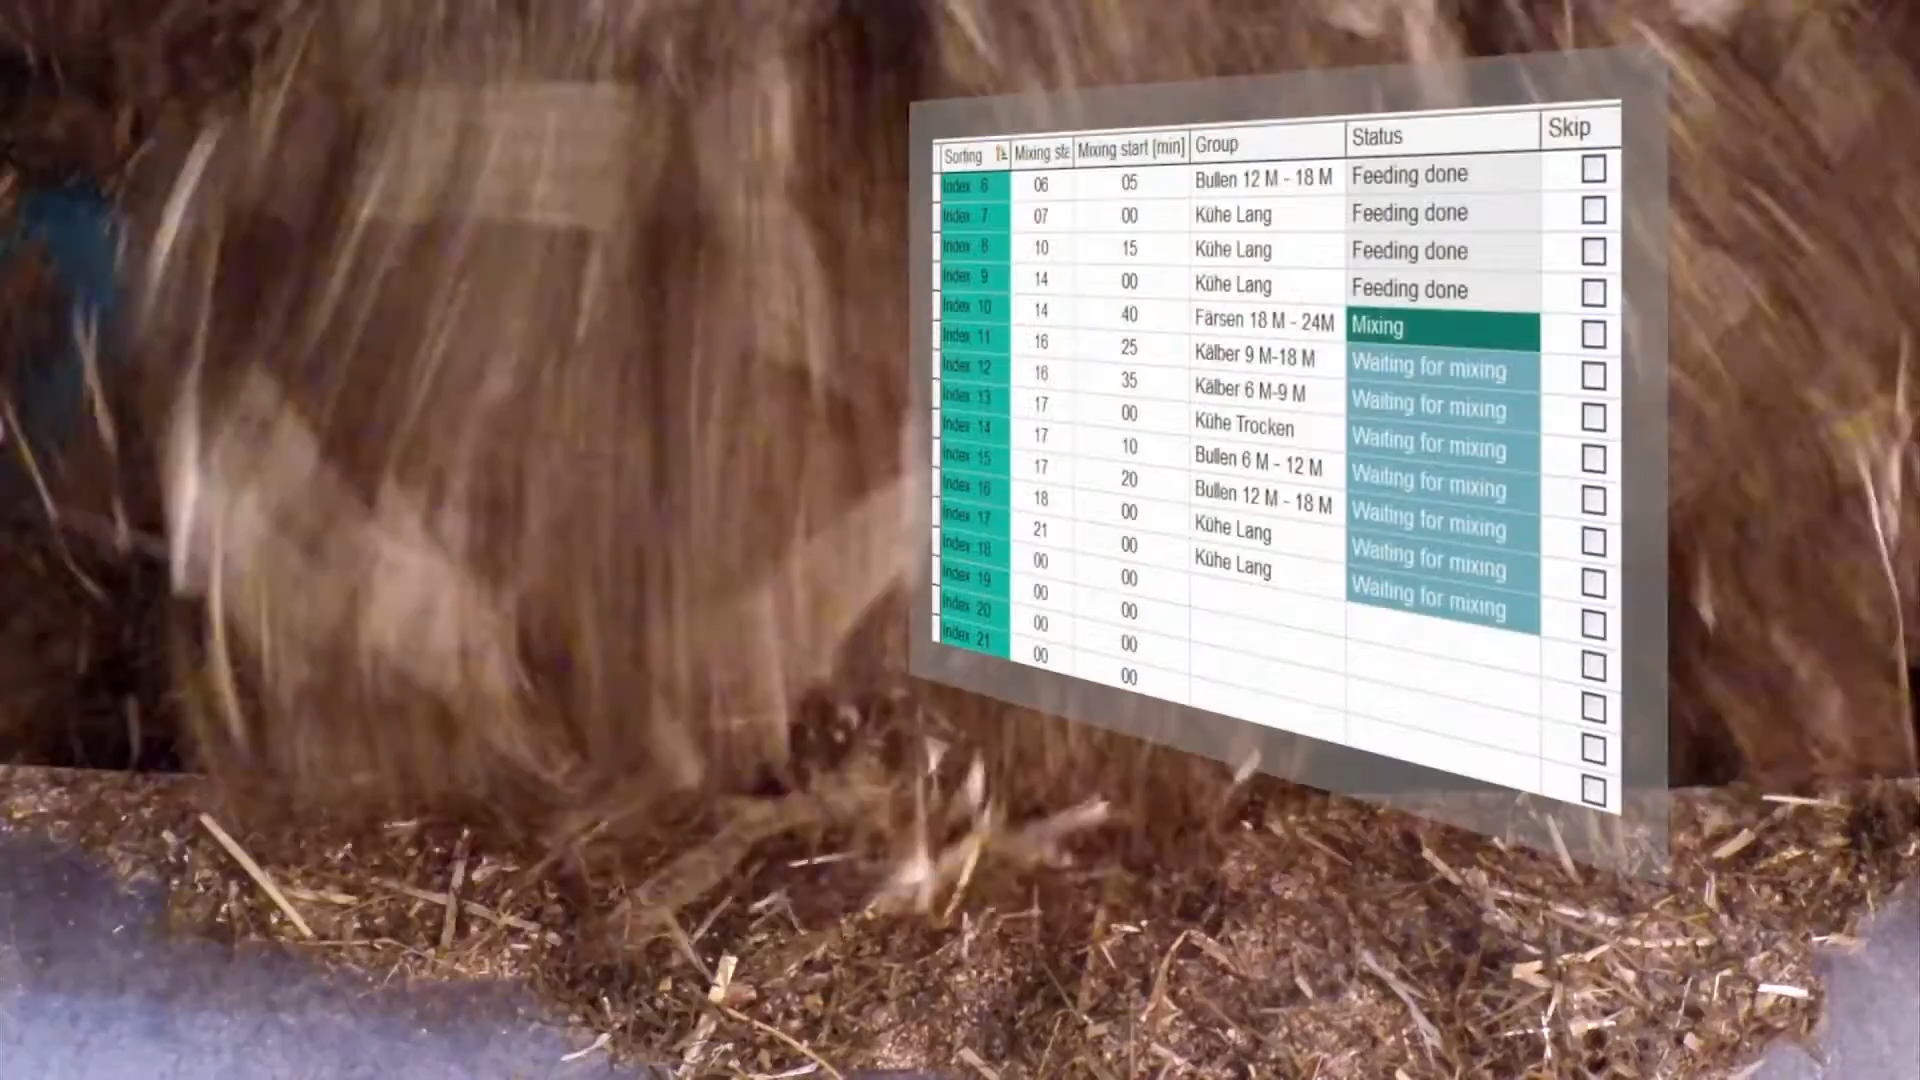 Sorting Mixing sta Mixing start [min] Group Status Skip
Index 6 06 05 Bullen 12 M - 18 M Feeding done
Index 7 07 00 Kühe Lang Feeding done
Index 8 10 15 Kühe Lang Feeding done
Index 9 14 00 Kühe Lang Feeding done
Index 10 14 40 Färsen 18 M - 24M Mixing
Index 11 16 25 Kälber 9 M-18 M Waiting for mixing
Index 12 16 35 Kälber 6 M-9 M Waiting for mixing
Index 13 17 00 Kühe Trocken Waiting for mixing
Index 14 17 10 Bullen 6 M - 12 M Waiting for mixing
Index 15 17 20 Bullen 12 M - 18 M Waiting for mixing
Index 16 18 00 Kühe Lang Waiting for mixing
Index 17 21 00 Kühe Lang Waiting for mixing
Index 18 00 00
Index 19 00 00
Index 20 00 00
Index 21 00 00